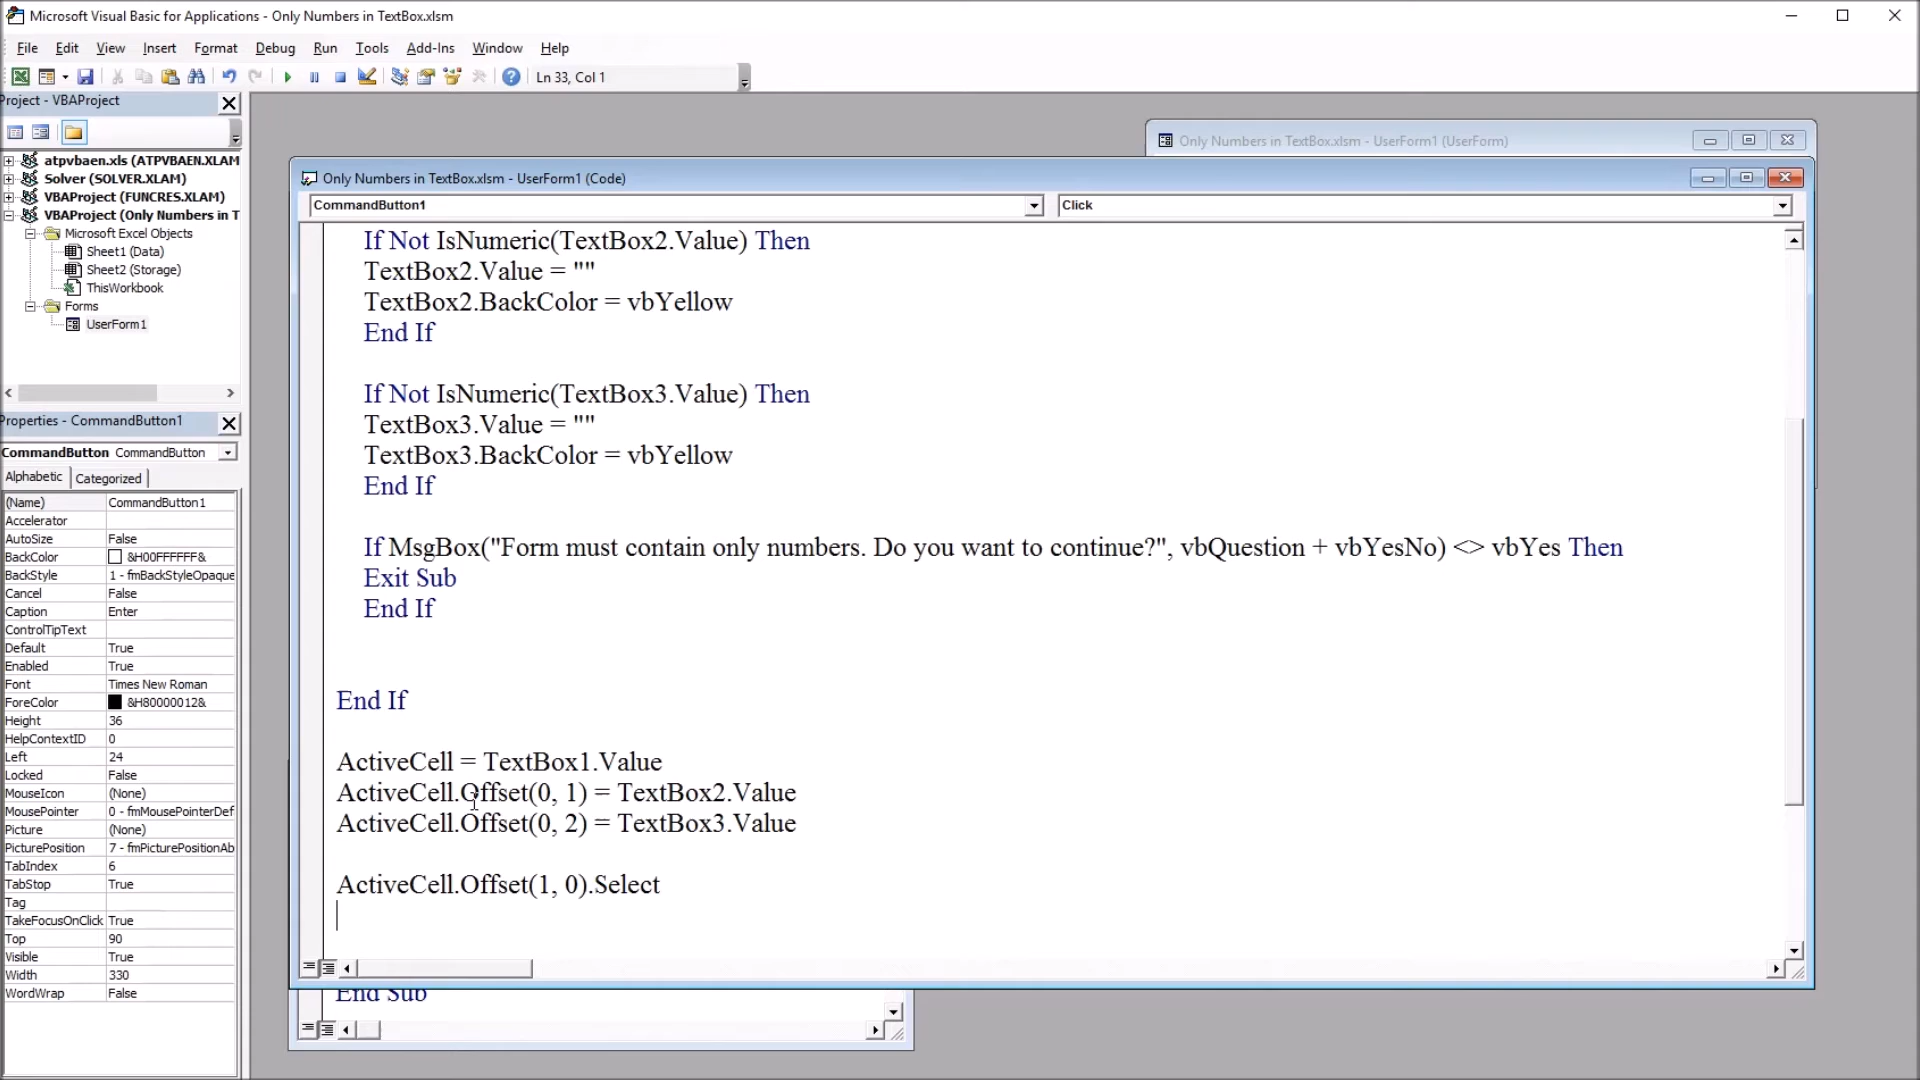 Microsoft Visual Basic for Applications - Only Numbers in TextBox.xlsm
File Edit View Insert Format Debug Run Tools Add-Ins Window Help
Ln 33, Col 1
Project - VBAProject
atpvbaen.xls (ATPVBAEN.XLAM
Solver (SOLVER.XLAM)
VBAProject (FUNCRES.XLAM)
VBAProject (Only Numbers in T
Microsoft Excel Objects
Sheet1 (Data)
Sheet2 (Storage)
ThisWorkbook
Forms
UserForm1
Properties - CommandButton1
CommandButton CommandButton
Alphabetic Categorized
(Name) CommandButton1
Accelerator
AutoSize False
BackColor &H00FFFFFF&
BackStyle 1 - fmBackStyleOpaque
Cancel False
Caption Enter
ControlTipText
Default True
Enabled True
Font Times New Roman
ForeColor &H80000012&
Height 36
HelpContextID 0
Left 24
Locked False
MouseIcon (None)
MousePointer 0 - fmMousePointerDef
Picture (None)
PicturePosition 7 - fmPicturePositionAb
TabIndex 6
TabStop True
Tag
TakeFocusOnClick True
Top 90
Visible True
Width 330
WordWrap False
Only Numbers in TextBox.xlsm - UserForm1 (UserForm)
Only Numbers in TextBox.xlsm - UserForm1 (Code)
CommandButton1 Click
If Not IsNumeric(TextBox2.Value) Then
TextBox2.Value = ""
TextBox2.BackColor = vbYellow
End If
If Not IsNumeric(TextBox3.Value) Then
TextBox3.Value = ""
TextBox3.BackColor = vbYellow
End If
If MsgBox("Form must contain only numbers. Do you want to continue?", vbQuestion + vbYesNo) <> vbYes Then
Exit Sub
End If
End If
ActiveCell = TextBox1.Value
ActiveCell.Offset(0, 1) = TextBox2.Value
ActiveCell.Offset(0, 2) = TextBox3.Value
ActiveCell.Offset(1, 0).Select
End Sub